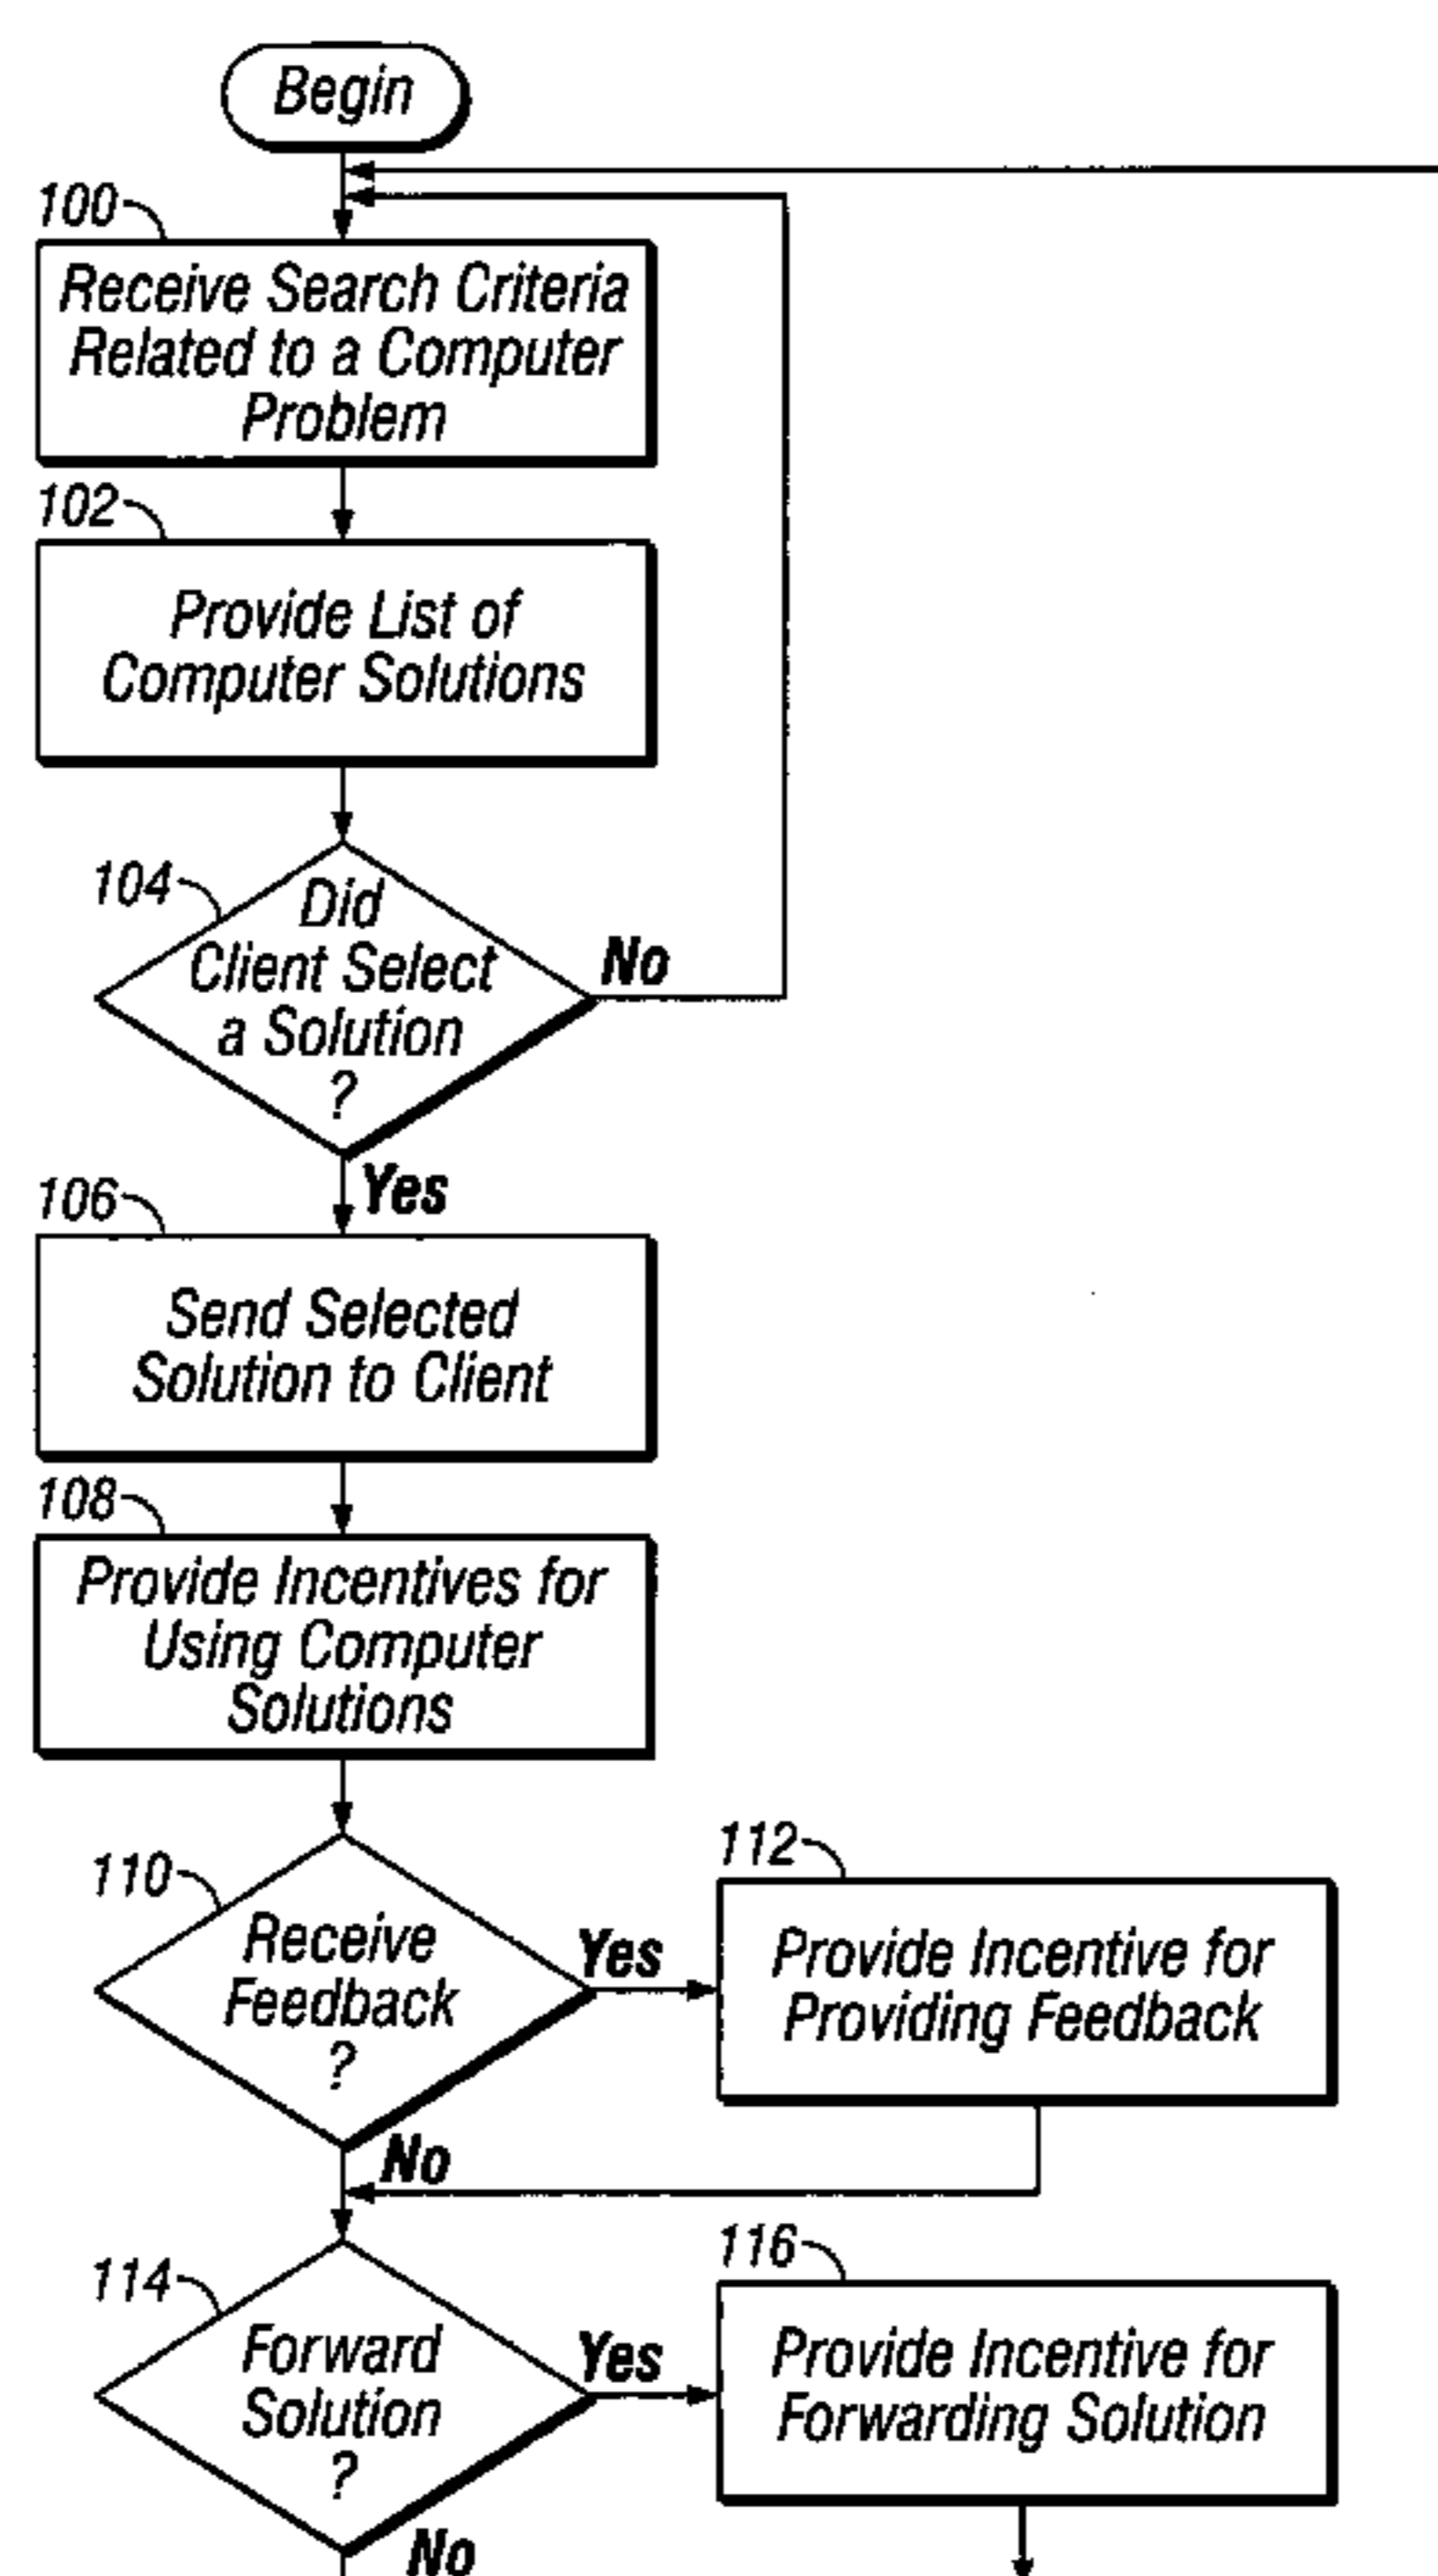 Begin
100
Receive Search Criteria
Related to a Computer
Problem
102
Provide List of
Computer Solutions
104
Did
Client Select
a Solution
?
No
Yes
106
Send Selected
Solution to Client
108
Provide Incentives for
Using Computer
Solutions
110
Receive
Feedback
?
Yes
112
Provide Incentive for
Providing Feedback
No
114
Forward
Solution
?
Yes
116
Provide Incentive for
Forwarding Solution
No